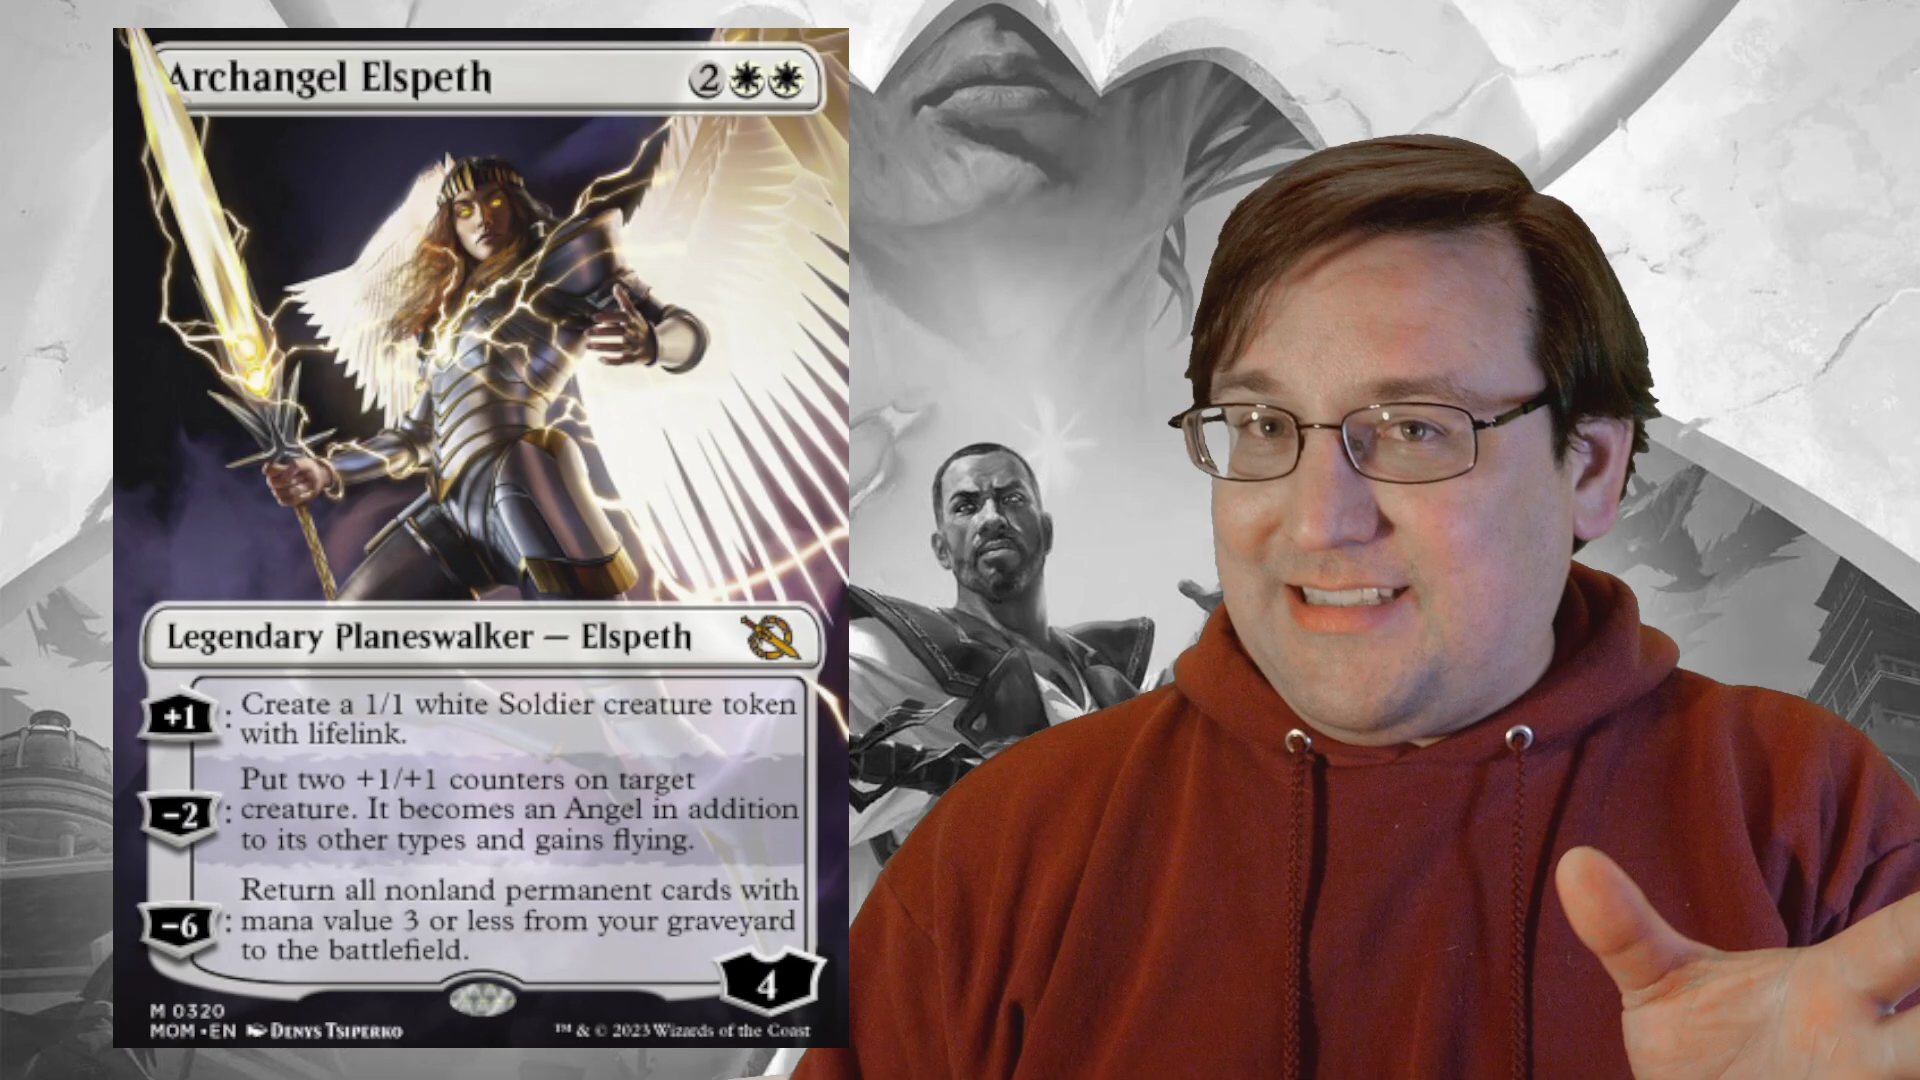 Archangel Elspeth 2
Legendary Planeswalker — Elspeth
+1 : Create a 1/1 white Soldier creature token
with lifelink.
Put two +1/+1 counters on target
−2 : creature. It becomes an Angel in addition
to its other types and gains flying.
Return all nonland permanent cards with
−6 : mana value 3 or less from your graveyard
to the battlefield.
4
M 0320
MOM • EN Denys Tsiperko ™ & © 2023 Wizards of the Coast